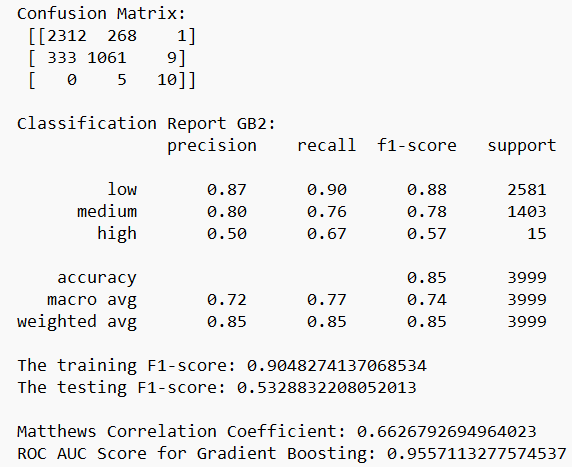 Confusion Matrix:
[[2312 268 1]
[ 333 1061 9]
[ 0 5 10]]
Classification Report GB2:
precision recall f1-score support
low 0.87 0.90 0.88 2581
medium 0.80 0.76 0.78 1403
high 0.50 0.67 0.57 15
accuracy 0.85 3999
macro avg 0.72 0.77 0.74 3999
weighted avg 0.85 0.85 0.85 3999
The training F1-score: 0.9048274137068534
The testing F1-score: 0.5328832208052013
Matthews Correlation Coefficient: 0.6626792694964023
ROC AUC Score for Gradient Boosting: 0.9557113277574537